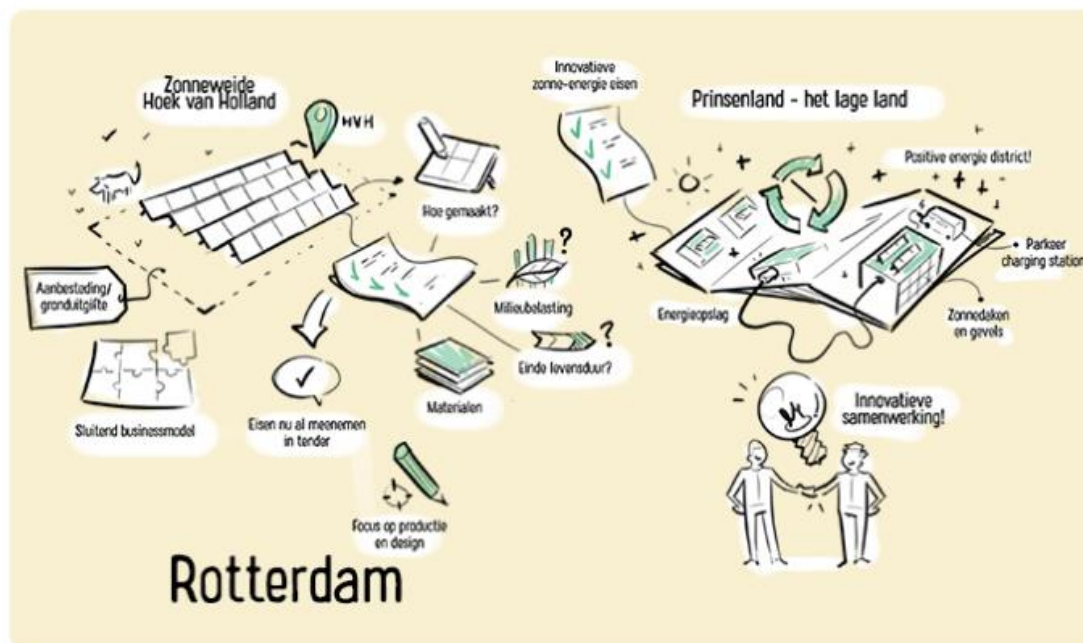 Zonneweide
Hoek van Holland
HVH
Hoe gemaakt?
Aanbesteding/
gronduitgifte
Sluitend businessmodel
Eisen nu al meenemen
in tender
Milieubelasting
?
Einde levensduur?
?
Materialen
Focus op productie
en design
Rotterdam
Innovatieve
zonne-energie eisen
Prinsenland - het lage land
Positive energie district!
Parkeer
charging station
Energieopslag
Zonnedaken
en gevels
Innovatieve
samenwerking!